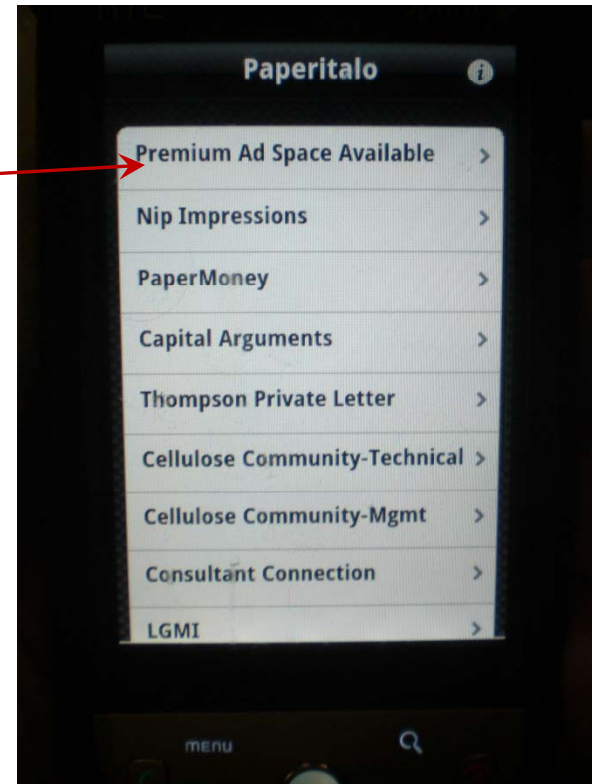 Paperitalo
Premium Ad Space Available
Nip Impressions
PaperMoney
Capital Arguments
Thompson Private Letter
Cellulose Community-Technical
Cellulose Community-Mgmt
Consultant Connection
LGMI
menu